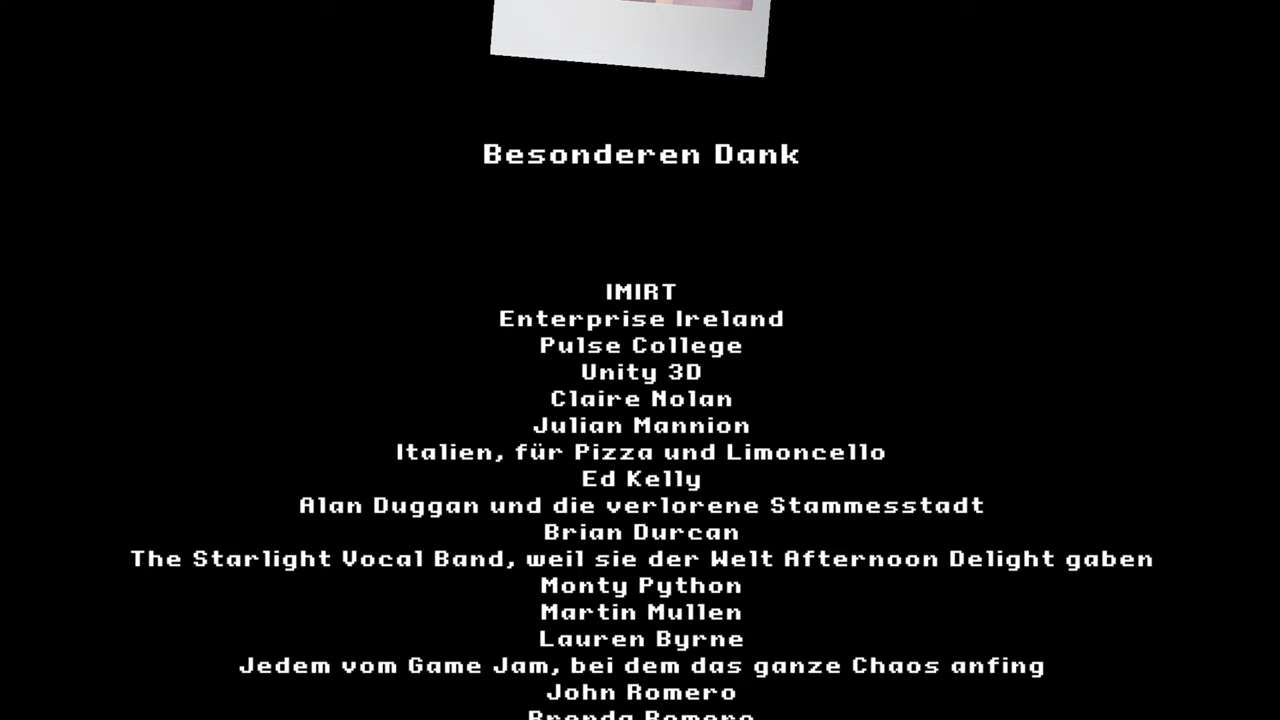 Besonderen Dank
IMIRT
Enterprise Ireland
Pulse College
Unity 3D
Claire Nolan
Julian Mannion
Italien, für Pizza und Limoncello
Ed Kelly
Alan Duggan und die verlorene Stammesstadt
Brian Durcan
The Starlight Vocal Band, weil sie der Welt Afternoon Delight gaben
Monty Python
Martin Mullen
Lauren Byrne
Jedem vom Game Jam, bei dem das ganze Chaos anfing
John Romero
Brenda Romero